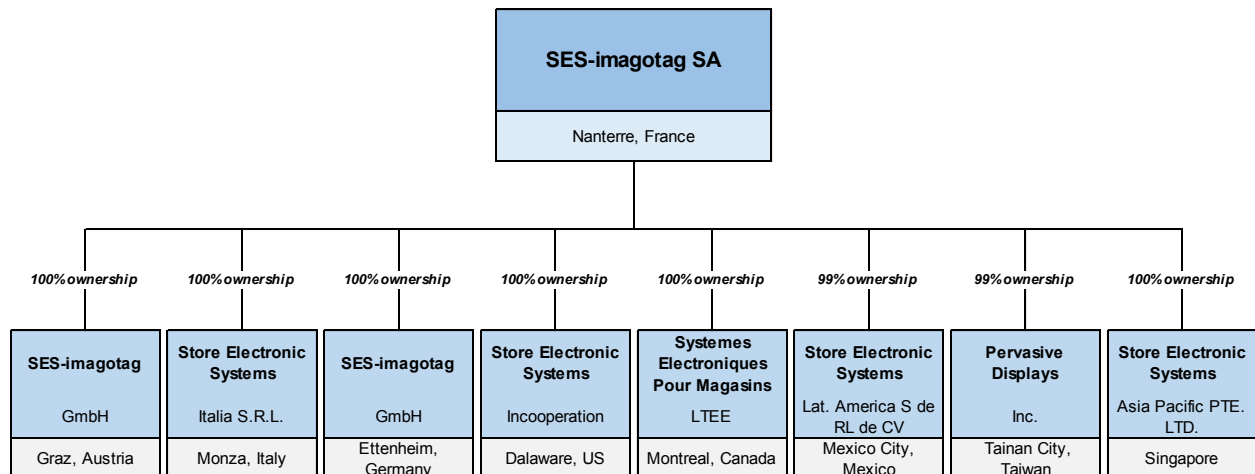 SES-imagotag SA
Nanterre, France
100% ownership
100% ownership
100% ownership
100% ownership
100% ownership
99% ownership
99% ownership
100% ownership
SES-imagotag
GmbH
Graz, Austria
Store Electronic
Systems
Italia S.R.L.
Monza, Italy
SES-imagotag
GmbH
Ettenheim,
Germany
Store Electronic
Systems
Incooperation
Dalaware, US
Systemes
Electroniques
Pour Magasins
LTEE
Montreal, Canada
Store Electronic
Systems
Lat. America S de
RL de CV
Mexico City,
Mexico
Pervasive
Displays
Inc.
Tainan City,
Taiwan
Store Electronic
Systems
Asia Pacific PTE.
LTD.
Singapore